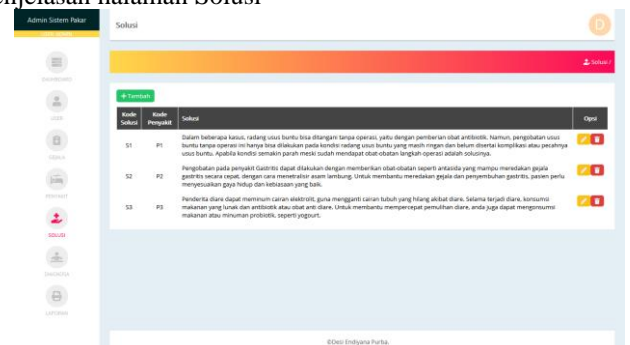 enjelasan halaman Solusi
Admin Sistem Pakar
Solusi
D
Solusi /
DASHBOARD
+ Tambah
Kode Solusi
Kode Penyakit
Solusi
Opsi
USER
S1
P1
Dalam beberapa kasus, radang usus buntu bisa ditangani tanpa operasi, yaitu dengan pemberian obat antibiotik. Namun, pengobatan usus
buntu tanpa operasi ini hanya bisa dilakukan pada kondisi radang usus buntu yang masih ringan dan belum disertai komplikasi atau pecahnya
usus buntu. Apabila kondisi semakin parah meski sudah mendapat obat-obatan langkah operasi adalah solusinya.
GEJALA
S2
P2
Pengobatan pada penyakit Gastritis dapat dilakukan dengan memberikan obat-obatan seperti antasida yang mampu meredakan gejala
gestritis secara cepat, dengan cara menetralisir asam lambung. Untuk membantu meredakan gejala dan penyembuhan gastritis, pasien perlu
menyesuaikan gaya hidup dan kebiasaan yang baik.
PENYAKIT
S3
P3
Penderita diare dapat meminum cairan elektrolit, guna mengganti cairan tubuh yang hilang akibat diare. Selama terjadi diare, konsumsi
makanan yang lunak dan antibiotik atau obat anti diare. Untuk membantu mempercepat pemulihan diare, anda juga dapat mengonsumsi
makanan atau minuman probiotik, seperti yogourt.
SOLUSI
DIAGNOSA
LAPORAN
©Desi Endiyana Purba.